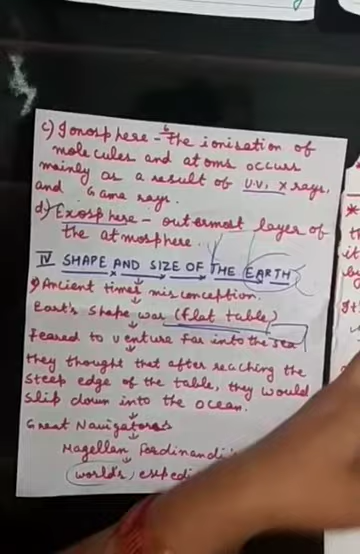 c) Ionosphere - the ionisation of
molecules and atoms occurs
mainly as a result of U.V, X rays,
and Gama rays.
d) Exosphere - outermost layer of
the atmosphere.
IV SHAPE AND SIZE OF THE EARTH
Ancient times misconception.
Eart's shape was (flat table)
feared to venture far into the sea
they thought that after reaching the
steep edge of the table, they would
slip down into the ocean.
Great Navigators
Magellan Ferdinand
world's